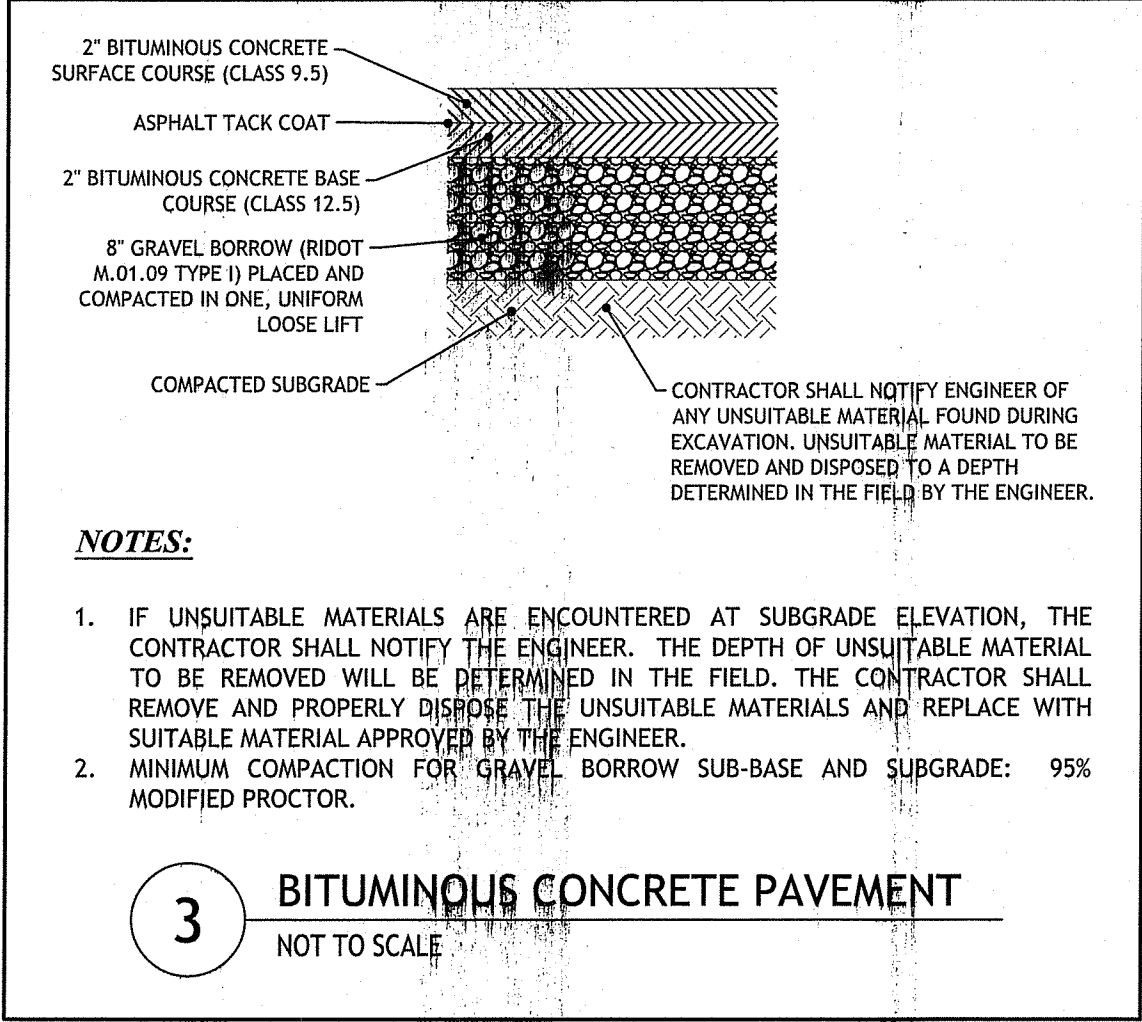 2" BITUMINOUS CONCRETE
SURFACE COURSE (CLASS 9.5)
ASPHALT TACK COAT
2" BITUMINOUS CONCRETE BASE
COURSE (CLASS 12.5)
8" GRAVEL BORROW (RIDOT
M.01.09 TYPE I) PLACED AND
COMPACTED IN ONE, UNIFORM
LOOSE LIFT
COMPACTED SUBGRADE
CONTRACTOR SHALL NOTIFY ENGINEER OF
ANY UNSUITABLE MATERIAL FOUND DURING
EXCAVATION. UNSUITABLE MATERIAL TO BE
REMOVED AND DISPOSED TO A DEPTH
DETERMINED IN THE FIELD BY THE ENGINEER.
NOTES:
1. IF UNSUITABLE MATERIALS ARE ENCOUNTERED AT SUBGRADE ELEVATION, THE
CONTRACTOR SHALL NOTIFY THE ENGINEER. THE DEPTH OF UNSUITABLE MATERIAL
TO BE REMOVED WILL BE DETERMINED IN THE FIELD. THE CONTRACTOR SHALL
REMOVE AND PROPERLY DISPOSE THE UNSUITABLE MATERIALS AND REPLACE WITH
SUITABLE MATERIAL APPROVED BY THE ENGINEER.
2. MINIMUM COMPACTION FOR GRAVEL BORROW SUB-BASE AND SUBGRADE: 95%
MODIFIED PROCTOR.
3
BITUMINOUS CONCRETE PAVEMENT
NOT TO SCALE